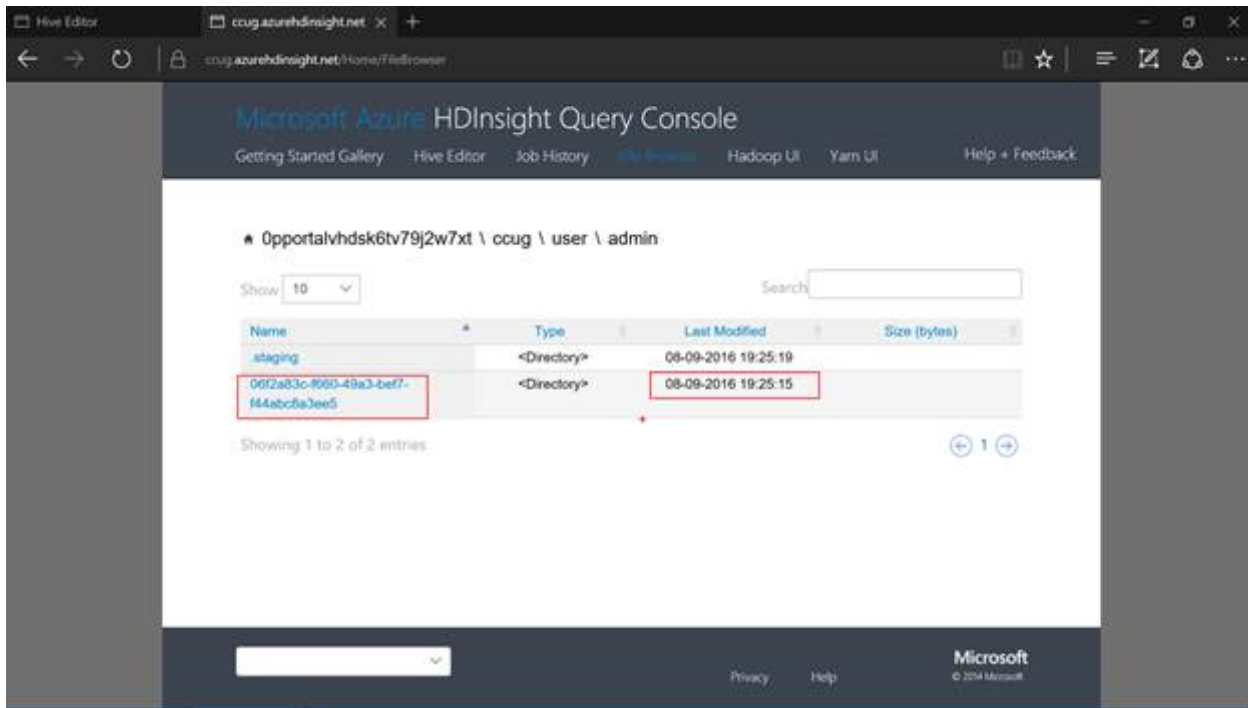 Hive Editor
ccug.azurehdinsight.net
ccug.azurehdinsight.net/Home/FileBrowser
Microsoft Azure HDInsight Query Console
Getting Started Gallery Hive Editor Job History File Browser Hadoop UI Yarn UI Help + Feedback
0pportalvhdsk6tv79j2w7xt \ ccug \ user \ admin
Show 10 Search
Name Type Last Modified Size (bytes)
.staging <Directory> 08-09-2016 19:25:19
06f2a83c-f660-49a3-bef7- <Directory> 08-09-2016 19:25:15
f44abc8a3ee5
Showing 1 to 2 of 2 entries
1
Microsoft
Privacy Help © 2014 Microsoft